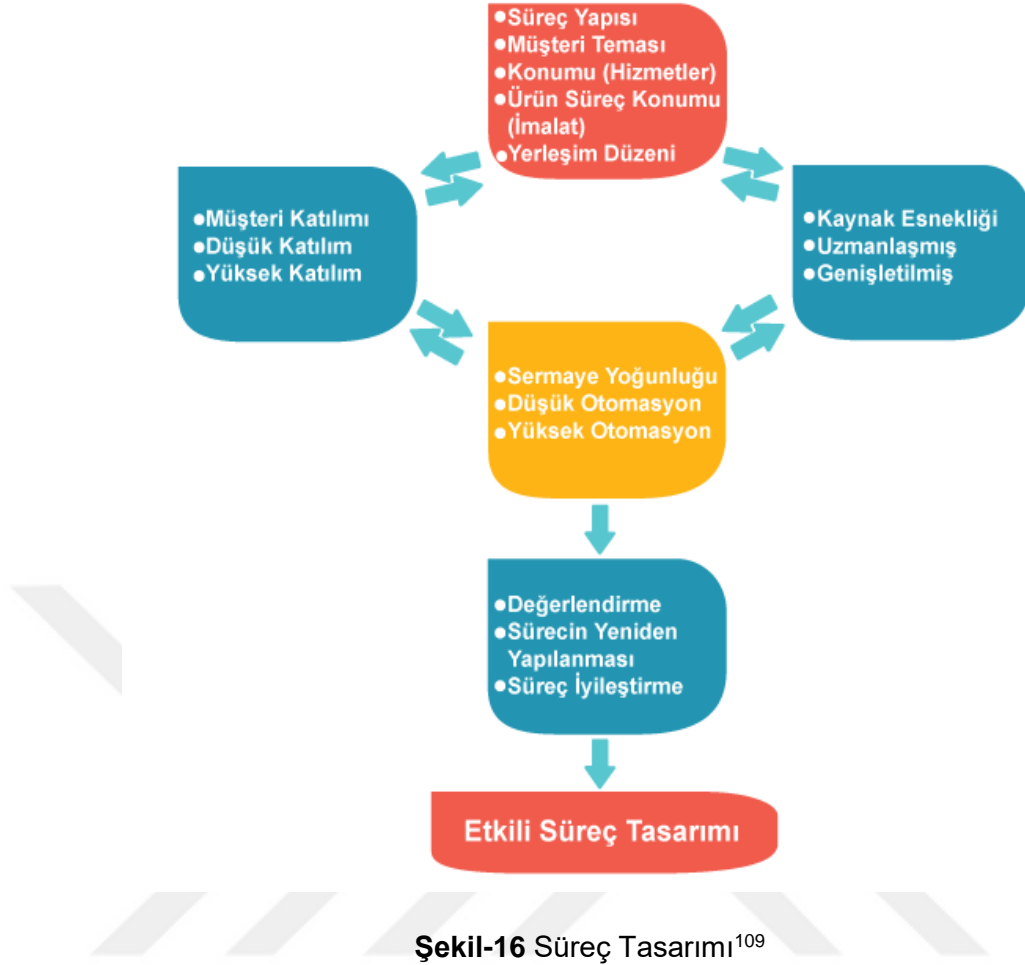 ●Süreç Yapısı
●Müşteri Teması
●Konumu (Hizmetler)
●Ürün Süreç Konumu
(İmalat)
●Yerleşim Düzeni
●Müşteri Katılımı
●Düşük Katılım
●Yüksek Katılım
●Kaynak Esnekliği
●Uzmanlaşmış
●Genişletilmiş
●Sermaye Yoğunluğu
●Düşük Otomasyon
●Yüksek Otomasyon
●Değerlendirme
●Sürecin Yeniden
Yapılanması
●Süreç İyileştirme
Etkili Süreç Tasarımı
Şekil-16 Süreç Tasarımı¹⁰⁹